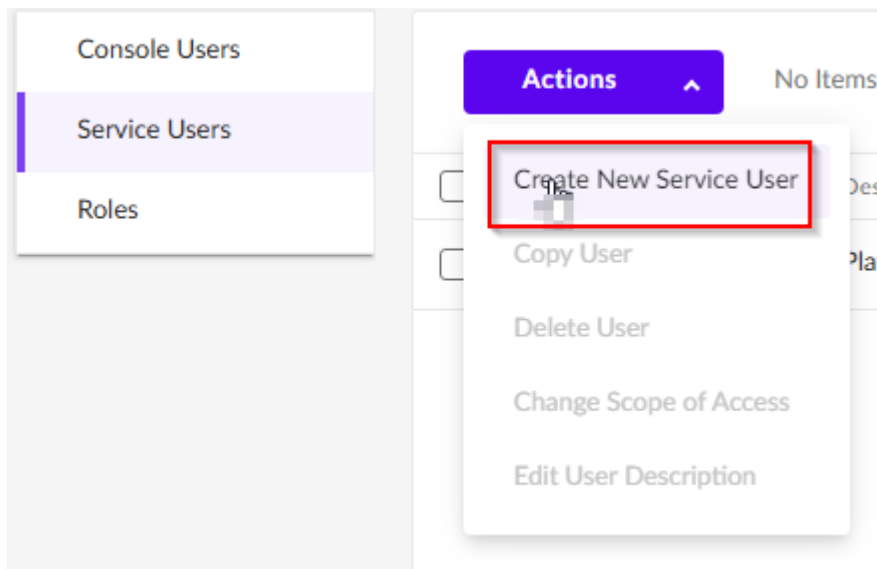 Console Users
Service Users
Roles
Actions
No Items
Create New Service User
Copy User
Delete User
Change Scope of Access
Edit User Description